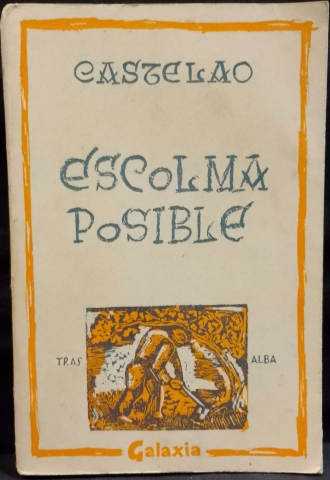 CASTELAO
ESCOLMA
POSIBLE
TRAS ALBA
Galaxia